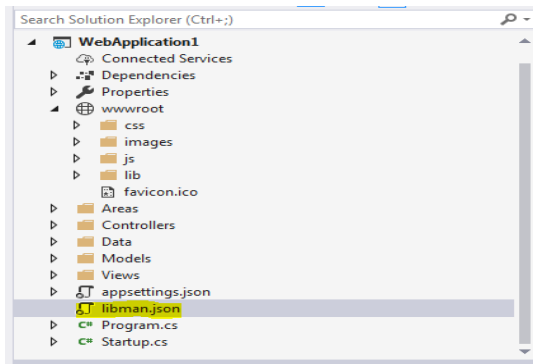 Search Solution Explorer (Ctrl+;)
WebApplication1
Connected Services
Dependencies
Properties
wwwroot
css
images
js
lib
favicon.ico
Areas
Controllers
Data
Models
Views
appsettings.json
libman.json
C# Program.cs
C# Startup.cs